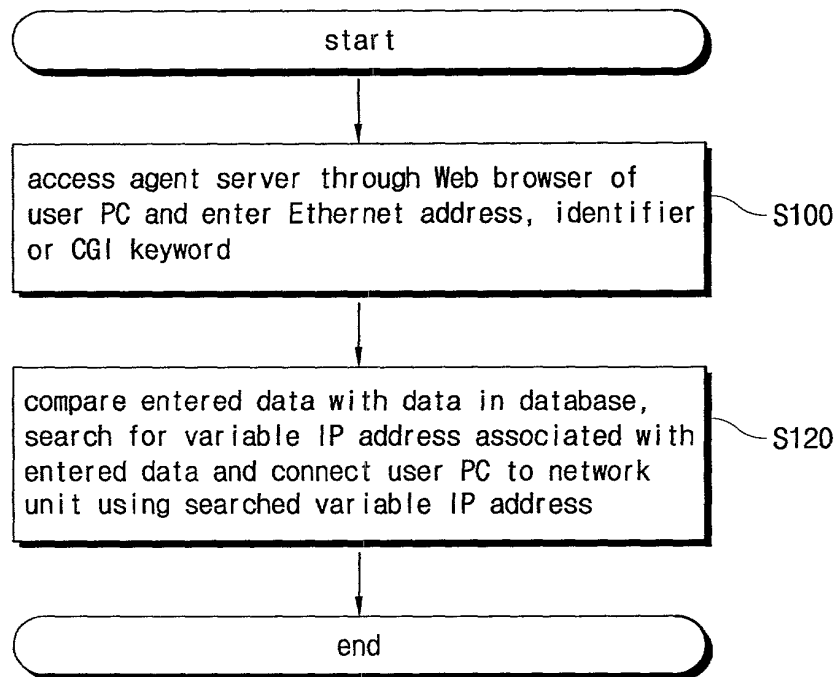 start
access agent server through Web browser of
user PC and enter Ethernet address, identifier
or CGI keyword
S100
compare entered data with data in database,
search for variable IP address associated with
entered data and connect user PC to network
unit using searched variable IP address
S120
end